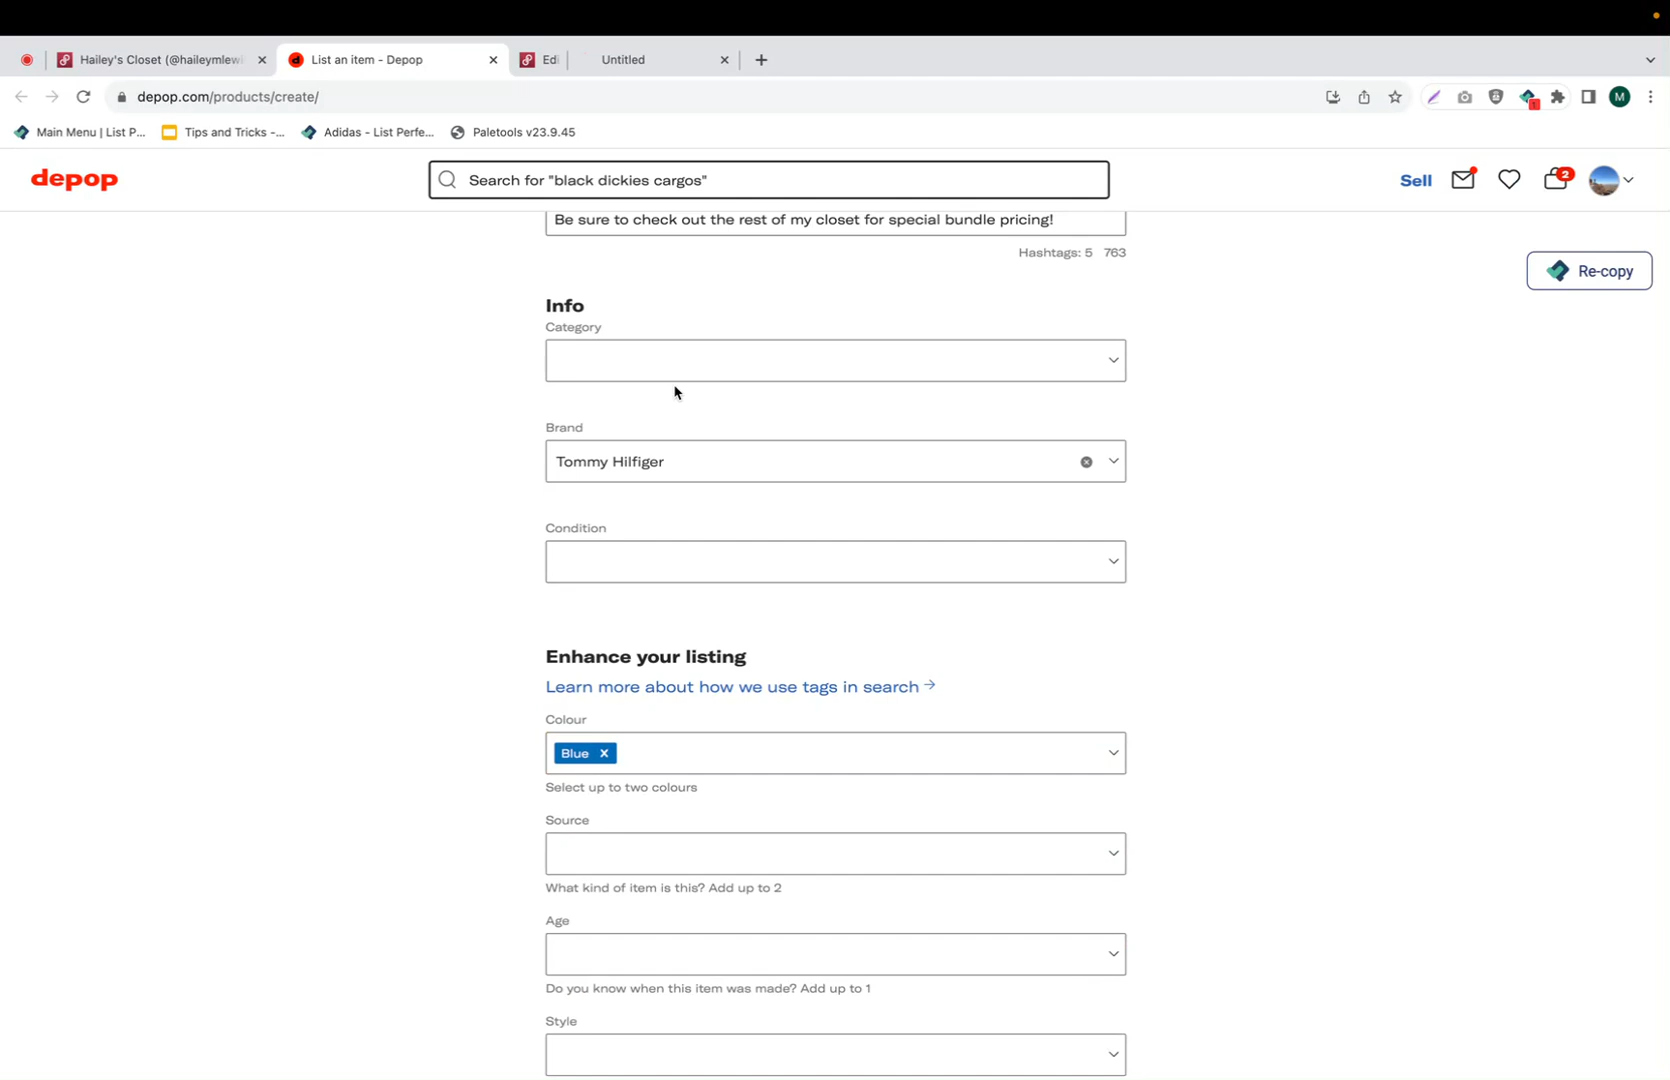 Hailey's Closet (@haileymlewi
List an item - Depop
Edi
Untitled
depop.com/products/create/
M
Main Menu | List P...
Tips and Tricks -...
Adidas - List Perfe...
Paletools v23.9.45
depop
Search for "black dickies cargos"
Sell
2
Be sure to check out the rest of my closet for special bundle pricing!
Hashtags: 5 763
Re-copy
Info
Category
Brand
Tommy Hilfiger
Condition
Enhance your listing
Learn more about how we use tags in search
Colour
Blue
Select up to two colours
Source
What kind of item is this? Add up to 2
Age
Do you know when this item was made? Add up to 1
Style